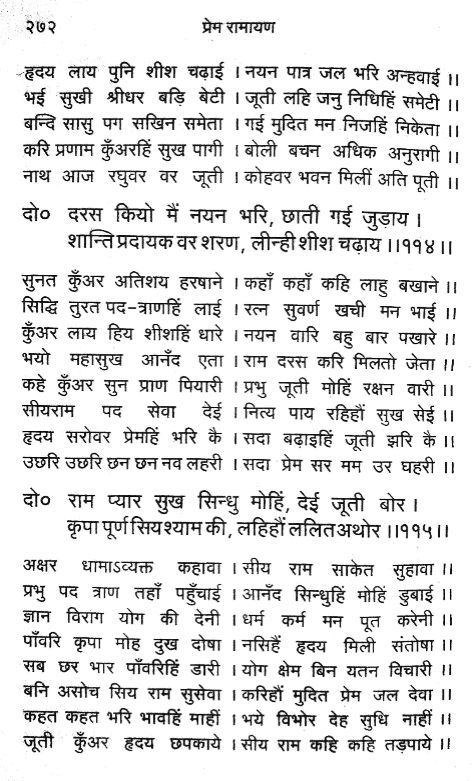 २७२ प्रेम रामायण
हृदय लाय पुनि शीश चढ़ाई । नयन पात्र जल भरि अन्हवाई ।।
भई सुखी श्रीधर बड़ि बेटी । जूती लहि जनु निधिहिं समेटी ।।
बन्दि सासु पग सखिन समेता । गई मुदित मन निजहिं निकेता ।।
करि प्रणाम कुँअरहिं सुख पागी । बोली बचन अधिक अनुरागी ।।
नाथ आज रघुवर वर जूती । कोहवर भवन मिलीं अति पूती ।।
दो० दरस कियो मैं नयन भरि, छाती गई जुड़ाय ।
शान्ति प्रदायक वर शरण, लीन्ही शीश चढ़ाय ।।११४।।
सुनत कुँअर अतिशय हरषाने । कहाँ कहाँ कहि लाहु बखाने ।।
सिद्धि तुरत पद-त्राणहिं लाई । रत्न सुवर्ण खची मन भाई ।।
कुँअर लाय हिय शीशहिं धारे । नयन वारि बहु बार पखारे ।।
भयो महासुख आनँद एता । राम दरस करि मिलतो जेता ।।
कहे कुँअर सुन प्राण पियारी । प्रभु जूती मोहिं रक्षन वारी ।।
सीयराम पद सेवा देई । नित्य पाय रहिहौं सुख सेई ।।
हृदय सरोवर प्रेमहिं भरि कै । सदा बढ़ाइहिं जूती झरि कै ।।
उछरि उछरि छन छन नव लहरी । सदा प्रेम सर मम उर घहरी ।।
दो० राम प्यार सुख सिन्धु मोहिं, देई जूती बोर ।
कृपा पूर्ण सिय श्याम की, लहिहौं ललित अथोर ।।११५।।
अक्षर धामाऽव्यक्त कहावा । सीय राम साकेत सुहावा ।।
प्रभु पद त्राण तहाँ पहुँचाई । आनँद सिन्धुहिं मोहिं डुबाई ।।
ज्ञान विराग योग की देनी । धर्म कर्म मन पूत करेनी ।।
पाँवरि कृपा मोह दुख दोषा । नसिहैं हृदय मिली संतोषा ।।
सब छर भार पाँवरिहिं डारी । योग क्षेम बिन यतन विचारी ।।
बनि असोच सिय राम सुसेवा । करिहौं मुदित प्रेम जल देवा ।।
कहत कहत भरि भावहिं माहीं । भये विभोर देह सुधि नाहीं ।।
जूती कुँअर हृदय छपकाये । सीय राम कहि कहि तड़पाये ।।